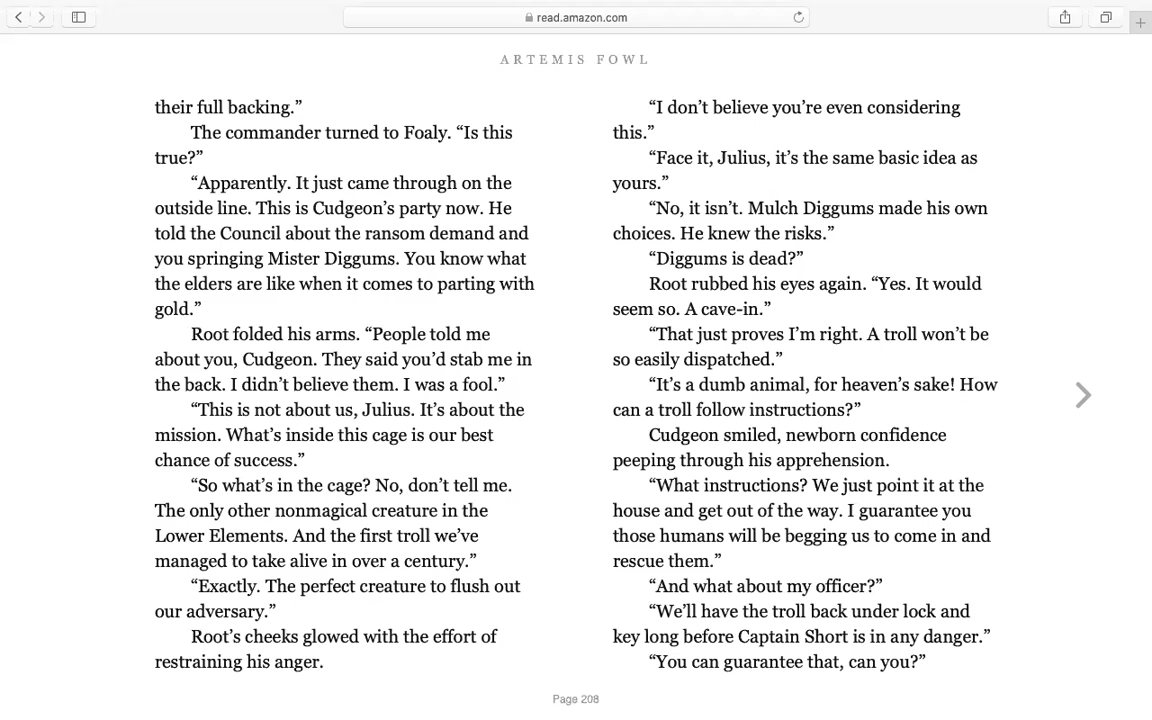 read.amazon.com
ARTEMIS FOWL
their full backing.”
The commander turned to Foaly. “Is this
true?”
“Apparently. It just came through on the
outside line. This is Cudgeon’s party now. He
told the Council about the ransom demand and
you springing Mister Diggums. You know what
the elders are like when it comes to parting with
gold.”
Root folded his arms. “People told me
about you, Cudgeon. They said you’d stab me in
the back. I didn’t believe them. I was a fool.”
“This is not about us, Julius. It’s about the
mission. What’s inside this cage is our best
chance of success.”
“So what’s in the cage? No, don’t tell me.
The only other nonmagical creature in the
Lower Elements. And the first troll we’ve
managed to take alive in over a century.”
“Exactly. The perfect creature to flush out
our adversary.”
Root’s cheeks glowed with the effort of
restraining his anger.
“I don’t believe you’re even considering
this.”
“Face it, Julius, it’s the same basic idea as
yours.”
“No, it isn’t. Mulch Diggums made his own
choices. He knew the risks.”
“Diggums is dead?”
Root rubbed his eyes again. “Yes. It would
seem so. A cave-in.”
“That just proves I’m right. A troll won’t be
so easily dispatched.”
“It’s a dumb animal, for heaven’s sake! How
can a troll follow instructions?”
Cudgeon smiled, newborn confidence
peeping through his apprehension.
“What instructions? We just point it at the
house and get out of the way. I guarantee you
those humans will be begging us to come in and
rescue them.”
“And what about my officer?”
“We’ll have the troll back under lock and
key long before Captain Short is in any danger.”
“You can guarantee that, can you?”
Page 208